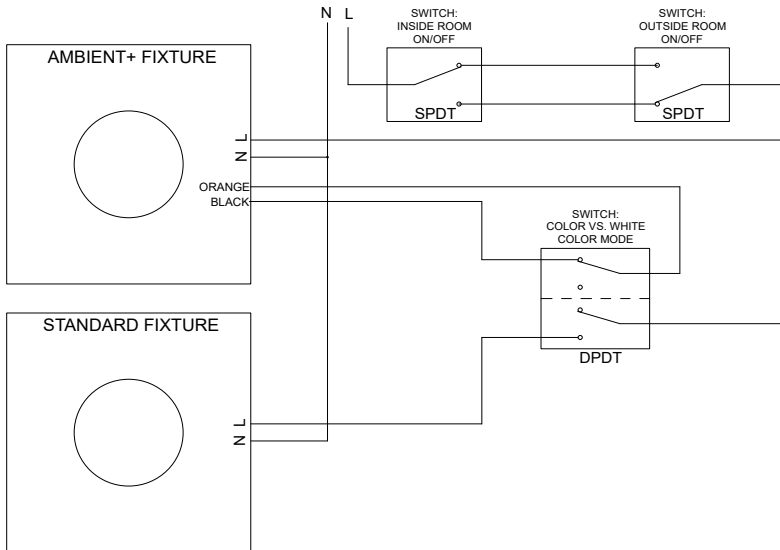 N L
SWITCH:
INSIDE ROOM
ON/OFF
SPDT
SWITCH:
OUTSIDE ROOM
ON/OFF
SPDT
AMBIENT+ FIXTURE
L
N
ORANGE
BLACK
SWITCH:
COLOR VS. WHITE
COLOR MODE
DPDT
STANDARD FIXTURE
L
N